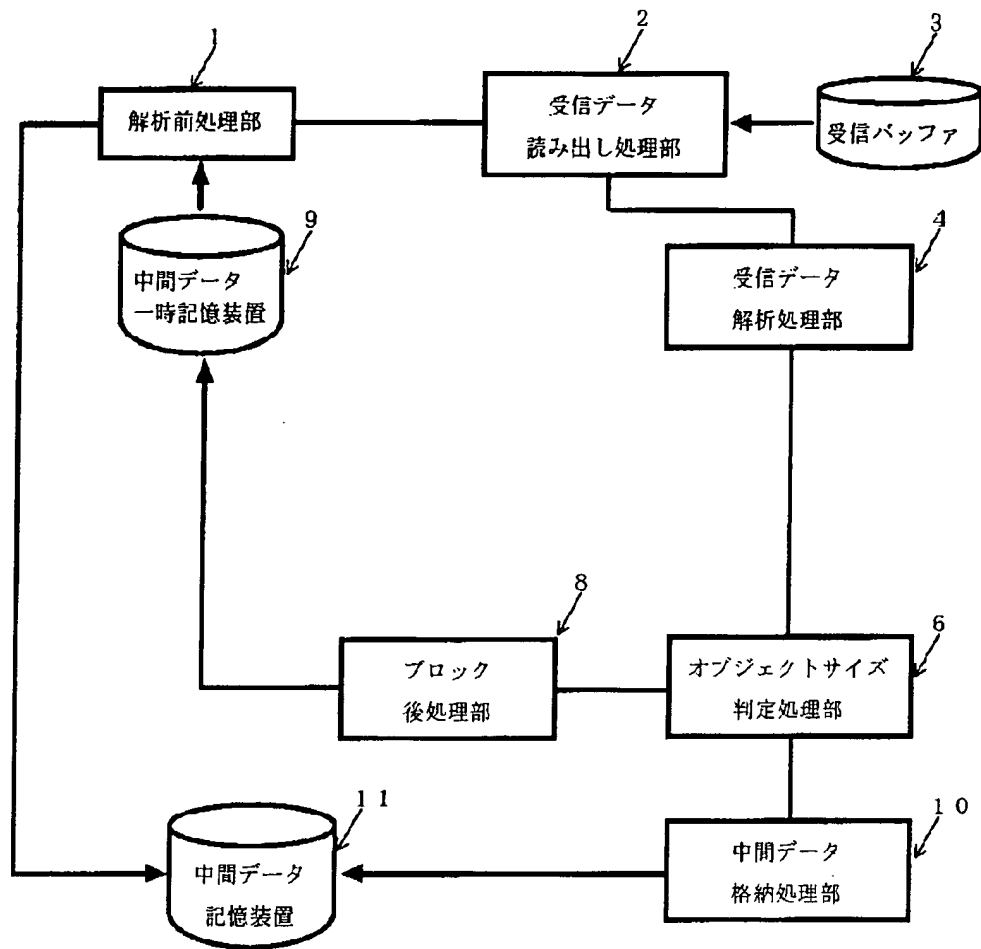 1
2
3
解析前処理部
受信データ
読み出し処理部
受信バッファ
9
4
中間データ
一時記憶装置
受信データ
解析処理部
8
6
ブロック
後処理部
オブジェクトサイズ
判定処理部
11
10
中間データ
記憶装置
中間データ
格納処理部